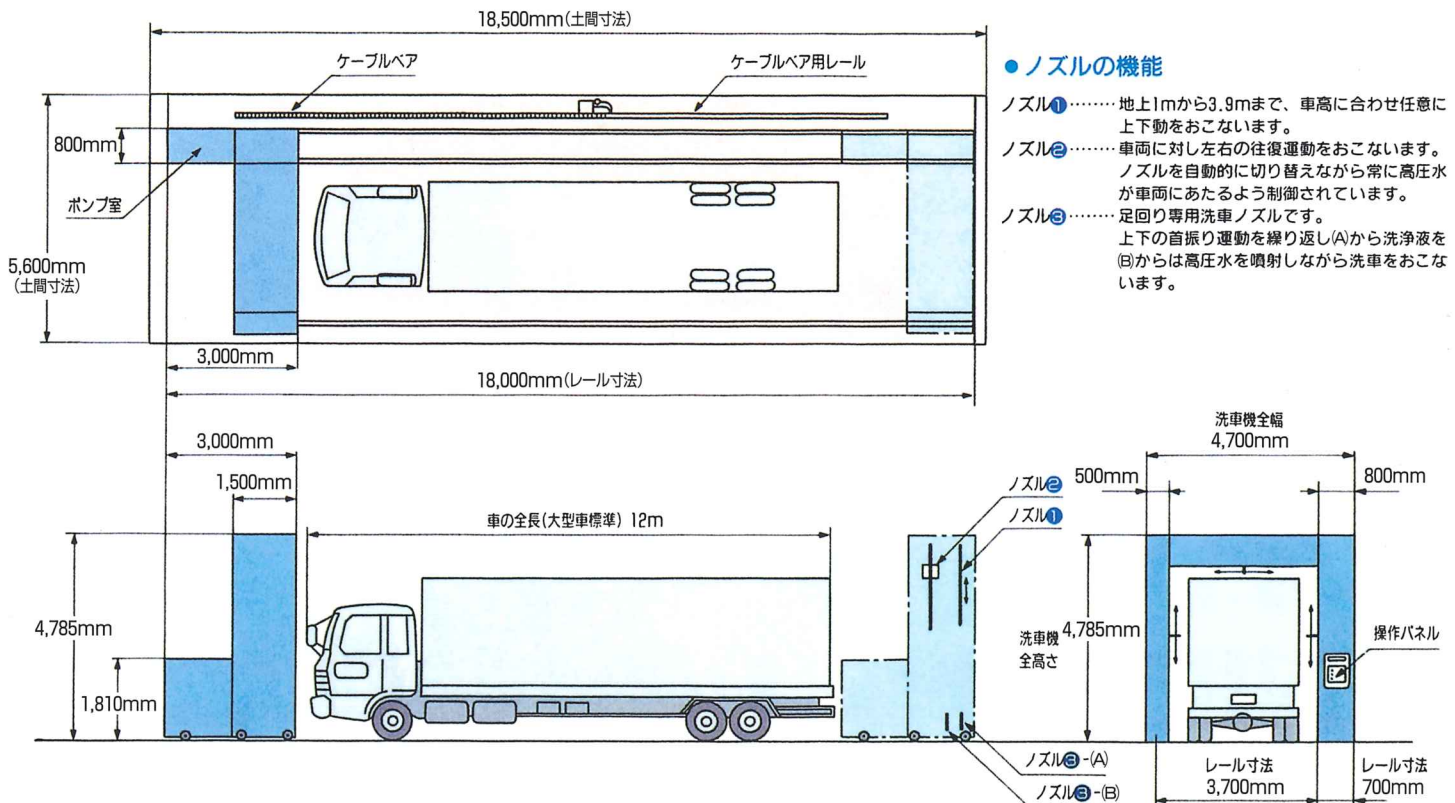 18,500mm(土間寸法)
ケーブルベア
ケーブルベア用レール
5,600mm
(土間寸法)
800mm
ポンプ室
3,000mm
18,000mm(レール寸法)
●ノズルの機能
ノズル❶········地上1mから3.9mまで、車高に合わせ任意に
上下動をおこないます。
ノズル❷········車両に対し左右の往復運動をおこないます。
ノズルを自動的に切り替えながら常に高圧水
が車両にあたるよう制御されています。
ノズル❸········足回り専用洗車ノズルです。
上下の首振り運動を繰り返し(A)から洗浄液を
(B)からは高圧水を噴射しながら洗車をおこな
います。
3,000mm
1,500mm
4,785mm
1,810mm
車の全長(大型車標準) 12m
ノズル❷
ノズル❶
ノズル❸-(A)
ノズル❸-(B)
洗車機全幅
4,700mm
500mm
800mm
洗車機
全高さ
4,785mm
操作パネル
レール寸法
3,700mm
レール寸法
700mm